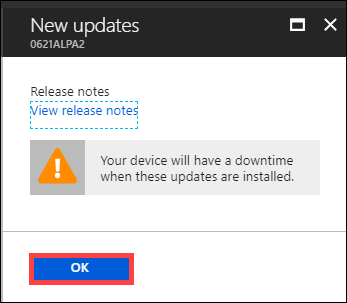 New updates
0621ALPA2
Release notes
View release notes
Your device will have a downtime
when these updates are installed.
OK